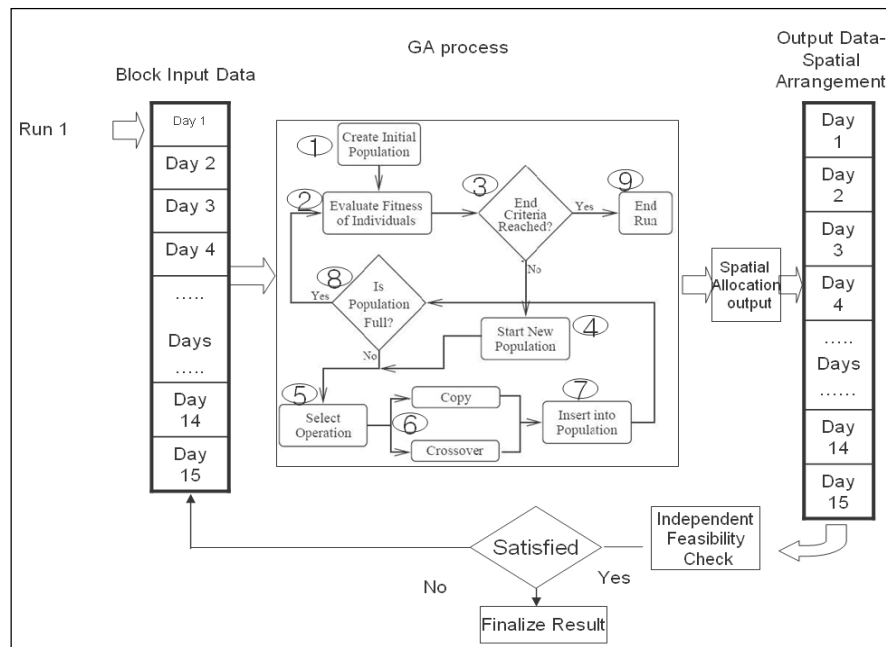 GA process
Block Input Data
Output Data-
Spatial
Arrangement
Run 1
Day 1
Day 2
Day 3
Day 4
.....
Days
.....
Day
14
Day
15
1
Create Initial
Population
2
Evaluate Fitness
of Individuals
3
End
Criteria
Reached?
Yes
9
End
Run
No
8
Is
Population
Full?
Yes
No
4
Start New
Population
5
Select
Operation
6
Copy
Crossover
7
Insert into
Population
Spatial
Allocation
output
Day
1
Day
2
Day
3
Day
4
.....
Days
......
Day
14
Day
15
Independent
Feasibility
Check
Satisfied
No
Yes
Finalize Result